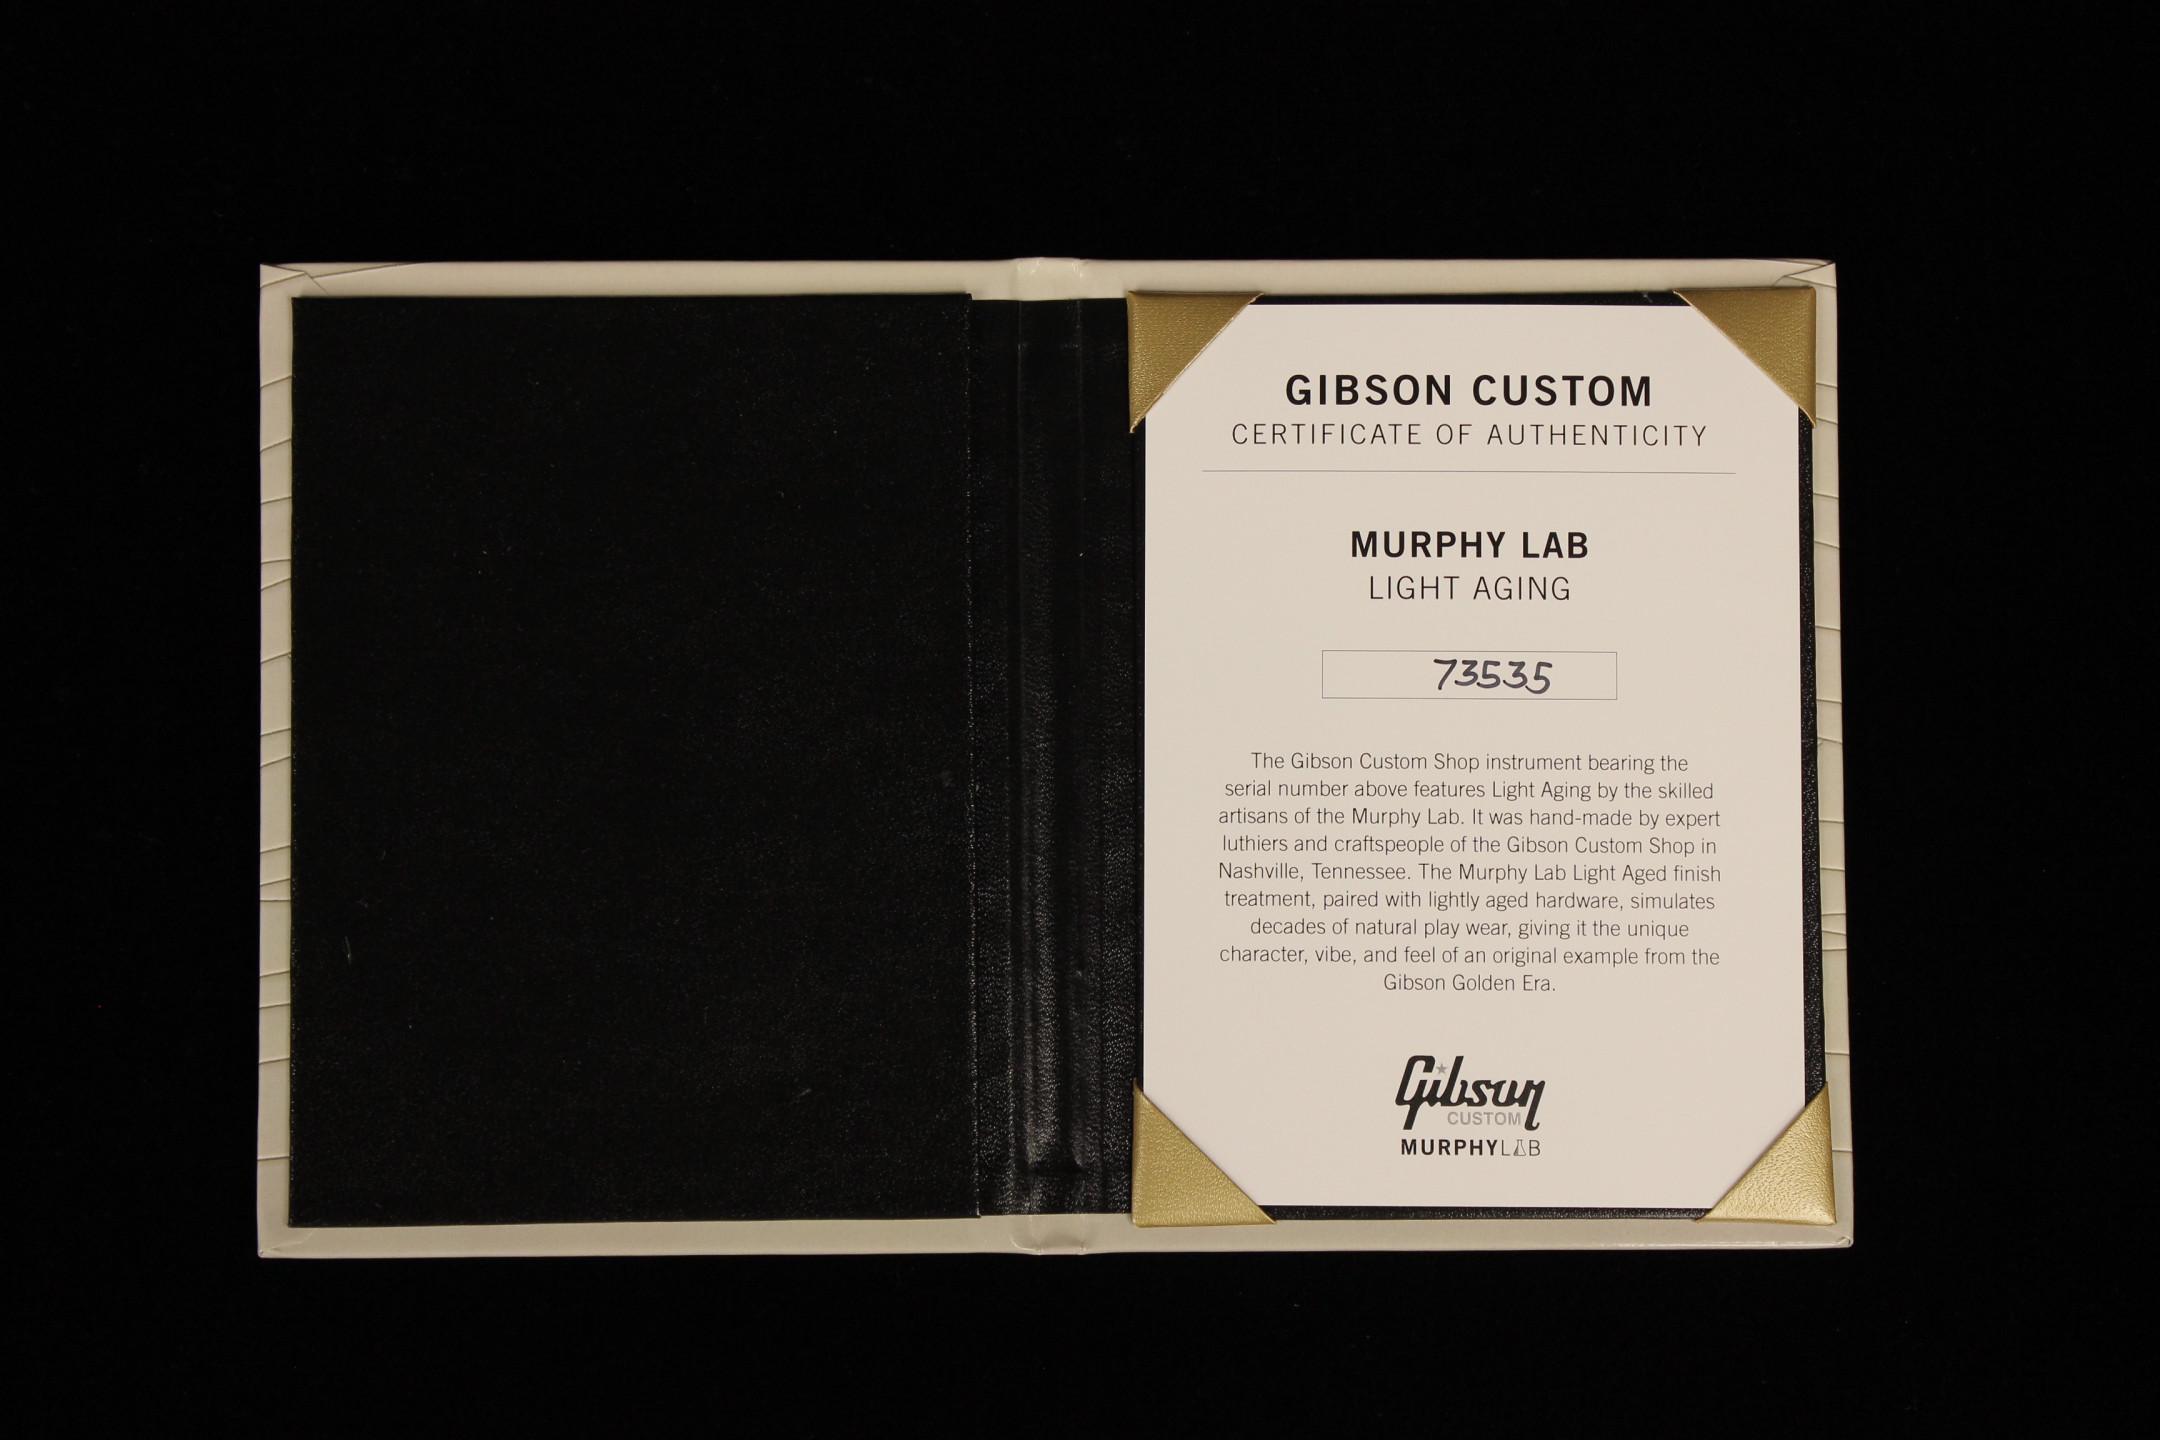 GIBSON CUSTOM
CERTIFICATE OF AUTHENTICITY
MURPHY LAB
LIGHT AGING
73535
The Gibson Custom Shop instrument bearing the
serial number above features Light Aging by the skilled
artisans of the Murphy Lab. It was hand-made by expert
luthiers and craftspeople of the Gibson Custom Shop in
Nashville, Tennessee. The Murphy Lab Light Aged finish
treatment, paired with lightly aged hardware, simulates
decades of natural play wear, giving it the unique
character, vibe, and feel of an original example from the
Gibson Golden Era.
Gibson
CUSTOM
MURPHYLAB